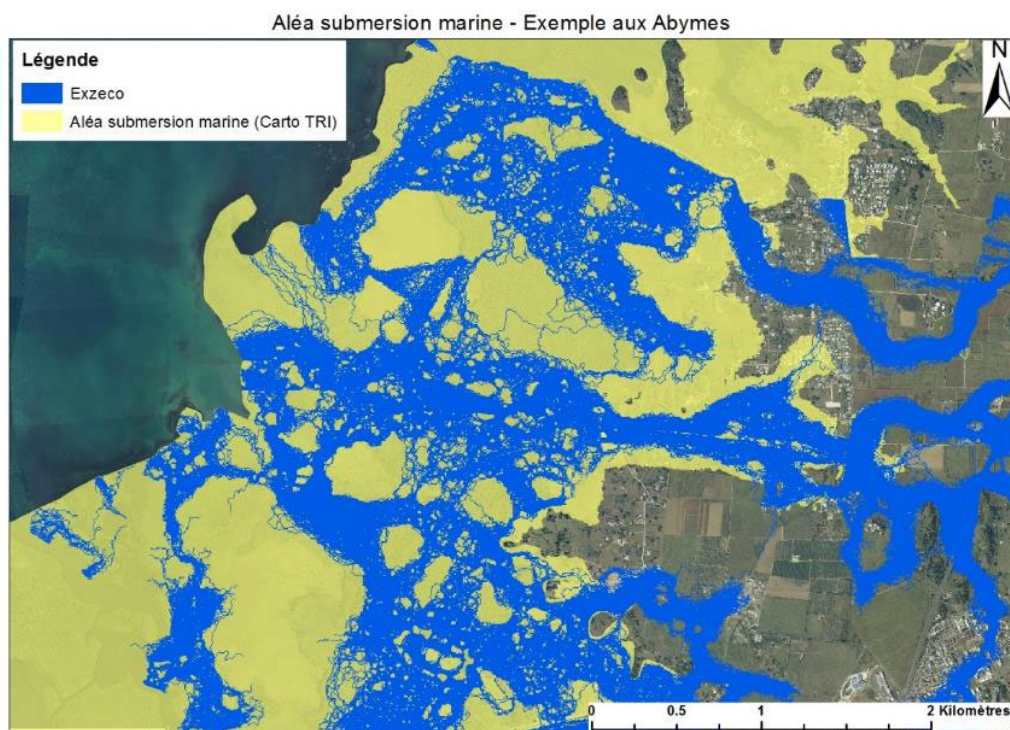 Aléa submersion marine - Exemple aux Abymes
Légende
Exzeco
Aléa submersion marine (Carto TRI)
N
0 0.5 1 2 Kilomètres